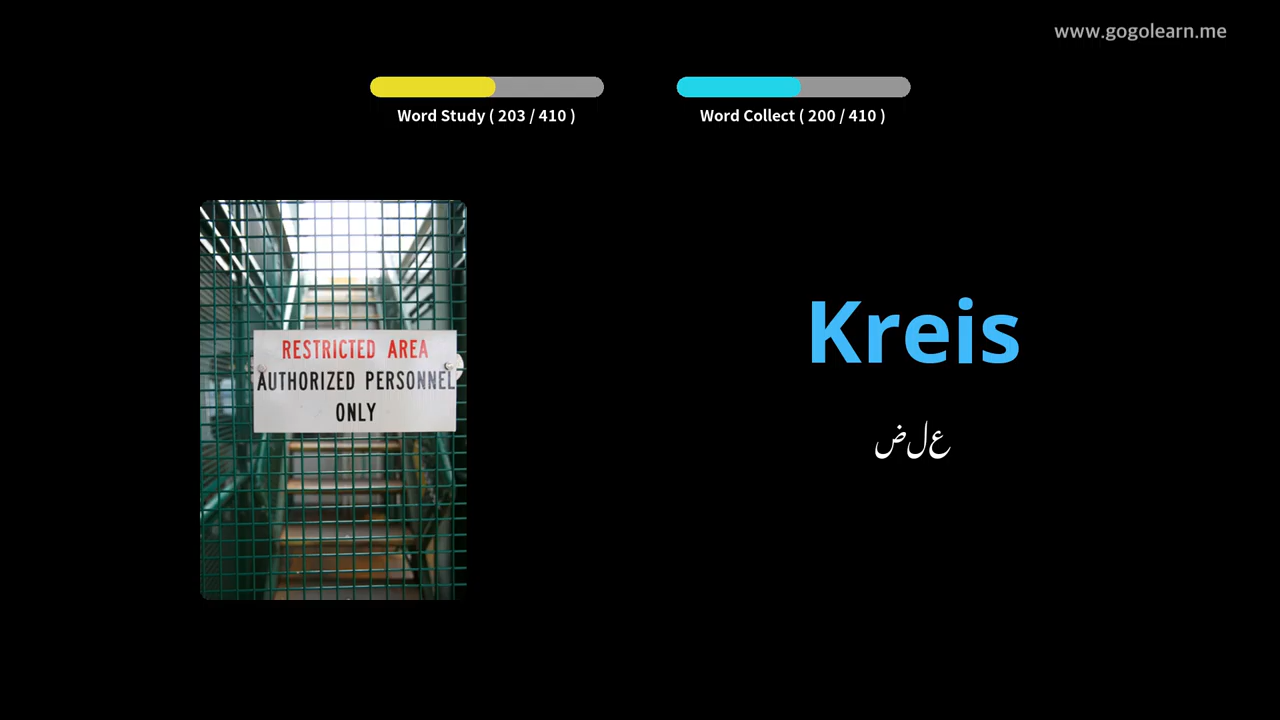 www.gogolearn.me
Word Study ( 203 / 410 )
Word Collect ( 200 / 410 )
RESTRICTED AREA
AUTHORIZED PERSONNEL
ONLY
Kreis
علض